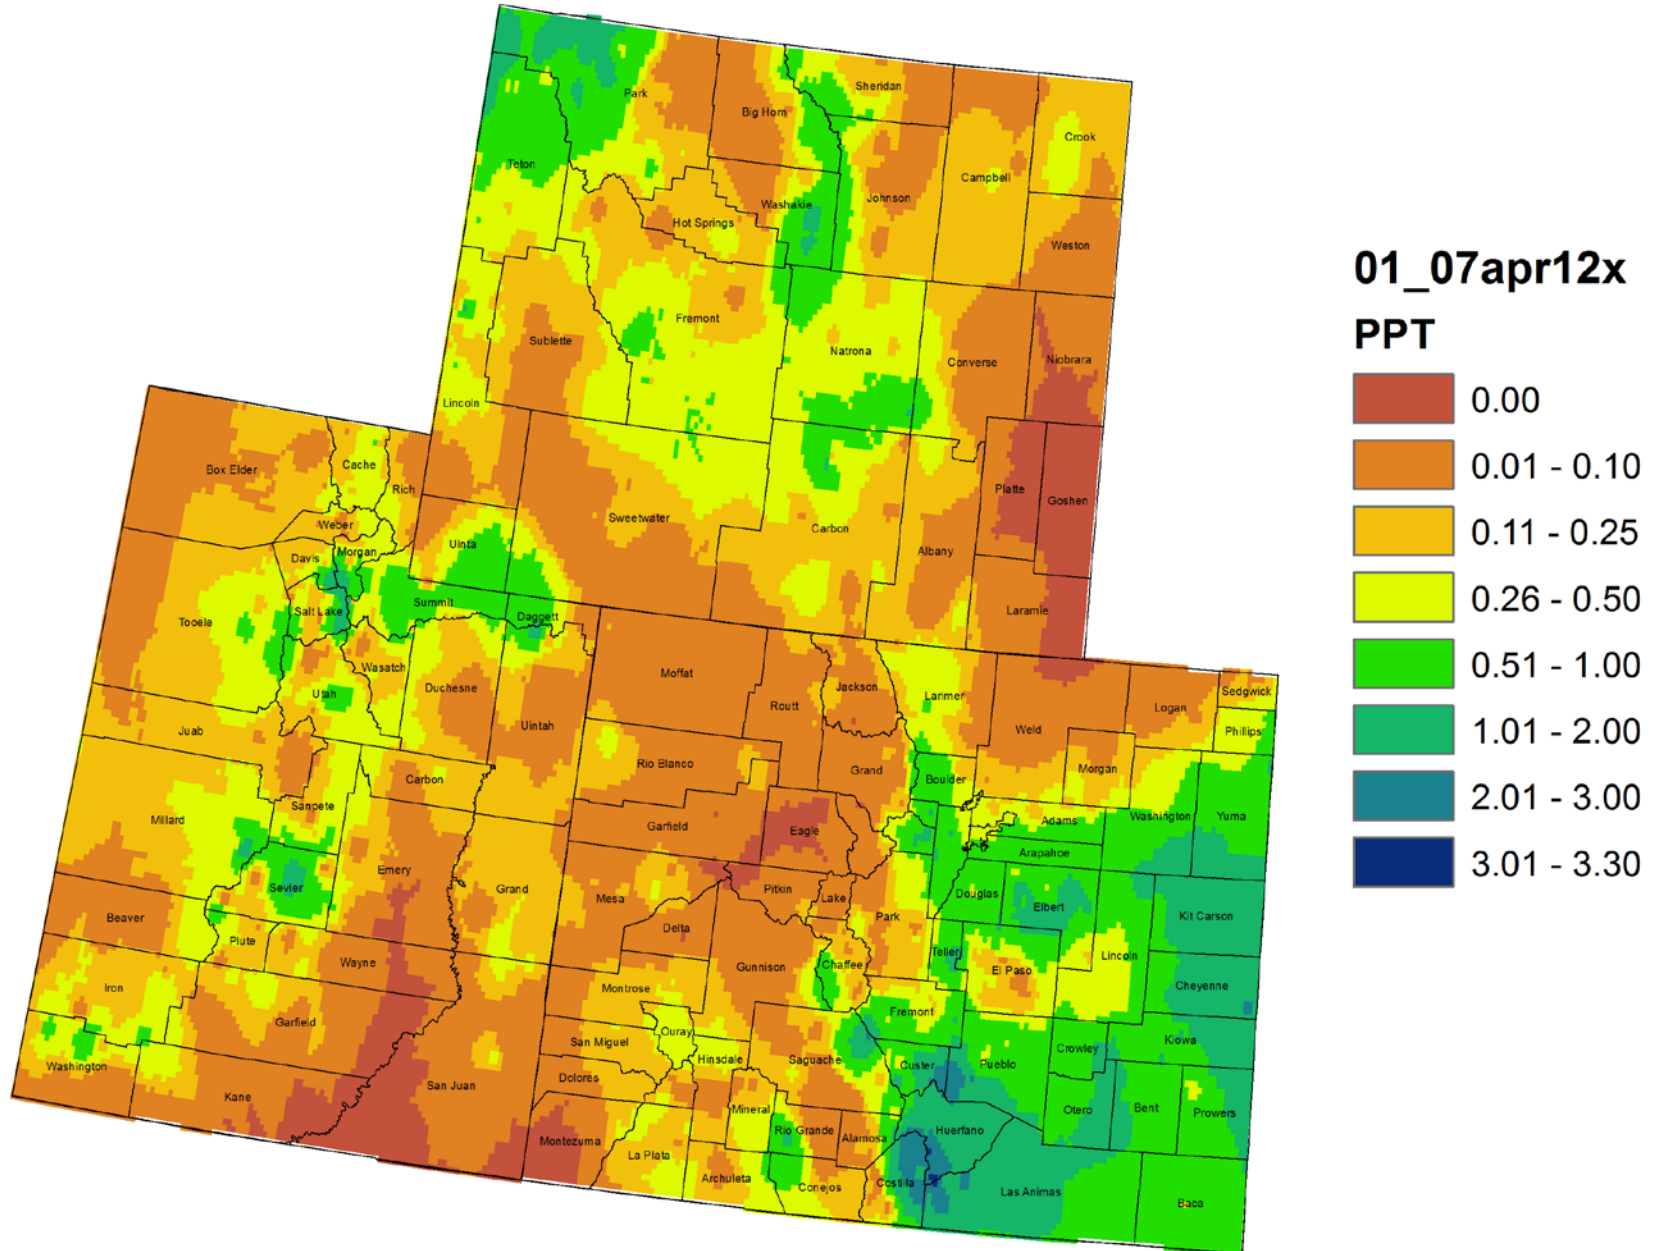 Park
Big Horn
Sheridan
Crook
Teton
Campbell
Johnson
Washakie
Hot Springs
Weston
Fremont
Sublette
Natrona
Converse
Niobrara
Lincoln
Platte
Goshen
Sweetwater
Carbon
Albany
Uinta
Laramie
Box Elder
Cache
Rich
Weber
Morgan
Davis
Summit
Salt Lake
Daggett
Tooele
Wasatch
Duchesne
Utah
Uintah
Juab
Carbon
Sanpete
Millard
Emery
Grand
Sevier
Beaver
Piute
Wayne
Iron
Garfield
Washington
Kane
San Juan
Moffat
Jackson
Larimer
Routt
Weld
Logan
Sedgwick
Phillips
Rio Blanco
Grand
Boulder
Morgan
Garfield
Eagle
Adams
Washington
Yuma
Arapahoe
Mesa
Pitkin
Lake
Park
Douglas
Elbert
Kit Carson
Delta
Gunnison
Chaffee
Teller
El Paso
Lincoln
Cheyenne
Montrose
Fremont
Ouray
San Miguel
Hinsdale
Saguache
Custer
Pueblo
Crowley
Kiowa
Dolores
Mineral
Otero
Bent
Prowers
Montezuma
Rio Grande
Alamosa
Huerfano
La Plata
Archuleta
Conejos
Costilla
Las Animas
Baca
01_07apr12x
PPT
0.00
0.01 - 0.10
0.11 - 0.25
0.26 - 0.50
0.51 - 1.00
1.01 - 2.00
2.01 - 3.00
3.01 - 3.30